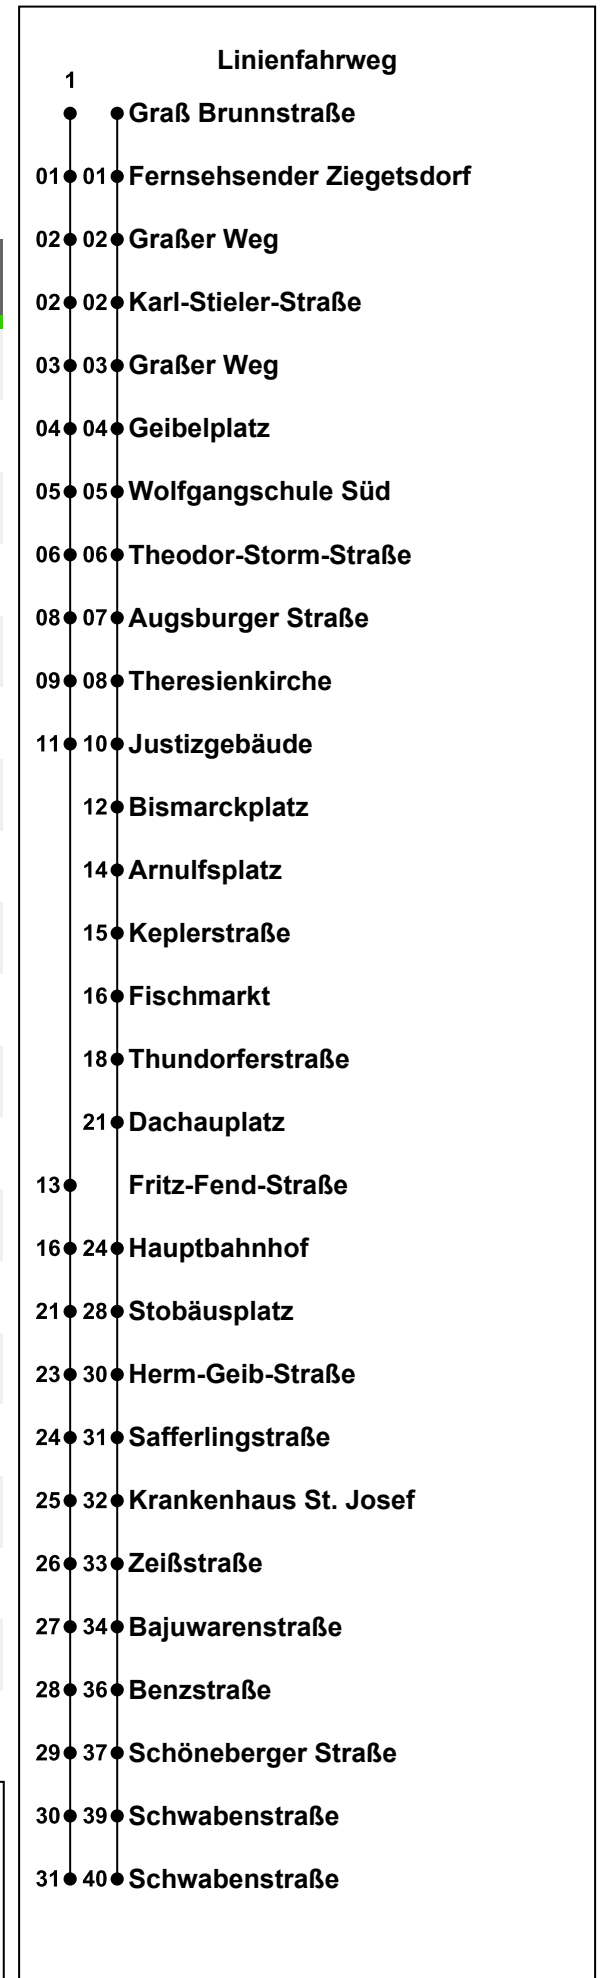 Linienfahrweg
1
Graß Brunnstraße
01 01 Fernsehsender Ziegetsdorf
02 02 Graßer Weg
02 02 Karl-Stieler-Straße
03 03 Graßer Weg
04 04 Geibelplatz
05 05 Wolfgangschule Süd
06 06 Theodor-Storm-Straße
08 07 Augsburger Straße
09 08 Theresienkirche
11 10 Justizgebäude
12 Bismarckplatz
14 Arnulfsplatz
15 Keplerstraße
16 Fischmarkt
18 Thundorferstraße
21 Dachauplatz
13 Fritz-Fend-Straße
16 24 Hauptbahnhof
21 28 Stobäusplatz
23 30 Herm-Geib-Straße
24 31 Safferlingstraße
25 32 Krankenhaus St. Josef
26 33 Zeißstraße
27 34 Bajuwarenstraße
28 36 Benzstraße
29 37 Schöneberger Straße
30 39 Schwabenstraße
31 40 Schwabenstraße